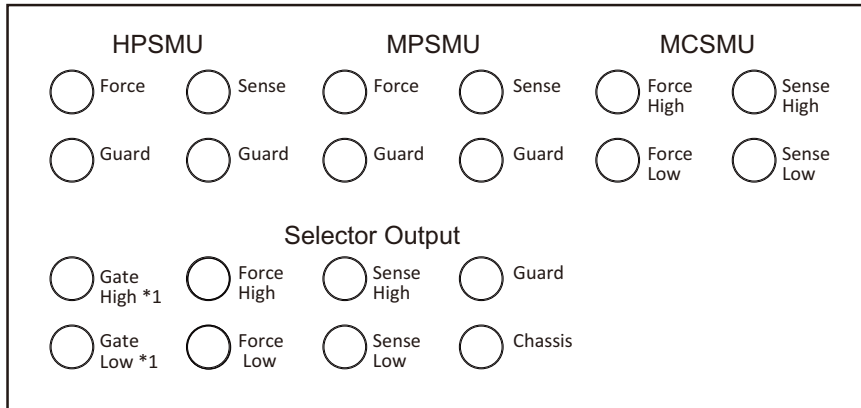 HPSMU MPSMU MCSMU
Force Sense Force Sense Force High Sense High
Guard Guard Guard Guard Force Low Sense Low
Selector Output
Gate High *1 Force High Sense High Guard
Gate Low *1 Force Low Sense Low Chassis